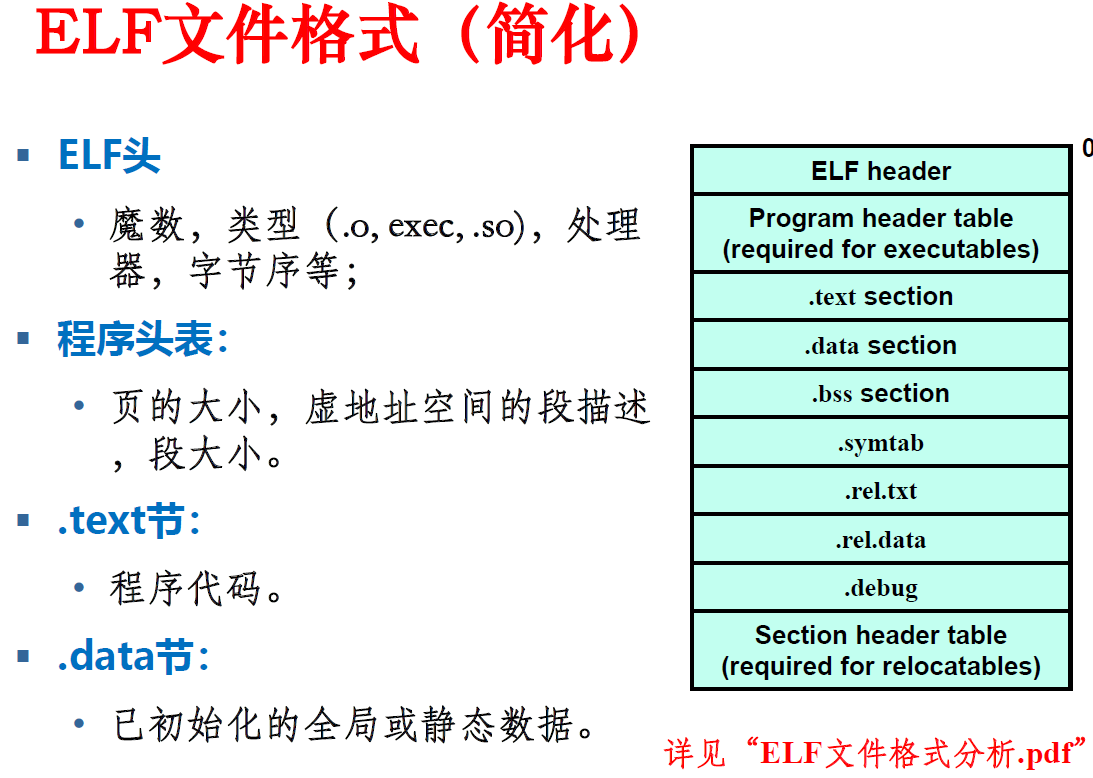 ELF文件格式（简化）
ELF头
魔数，类型（.o, exec, .so)，处理
器，字节序等；
程序头表：
页的大小，虚地址空间的段描述
，段大小。
.text节：
程序代码。
.data节：
已初始化的全局或静态数据。
0
ELF header
Program header table
(required for executables)
.text section
.data section
.bss section
.symtab
.rel.txt
.rel.data
.debug
Section header table
(required for relocatables)
详见“ELF文件格式分析.pdf”